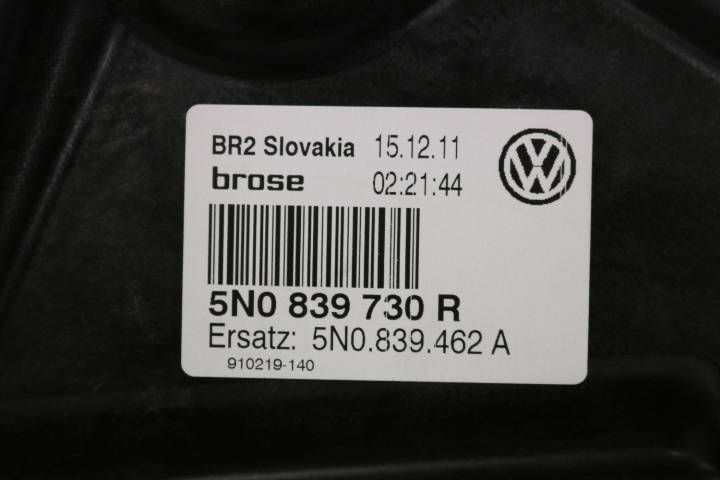 BR2 Slovakia 15.12.11
brose 02:21:44
5N0 839 730 R
Ersatz: 5N0.839.462 A
910219-140